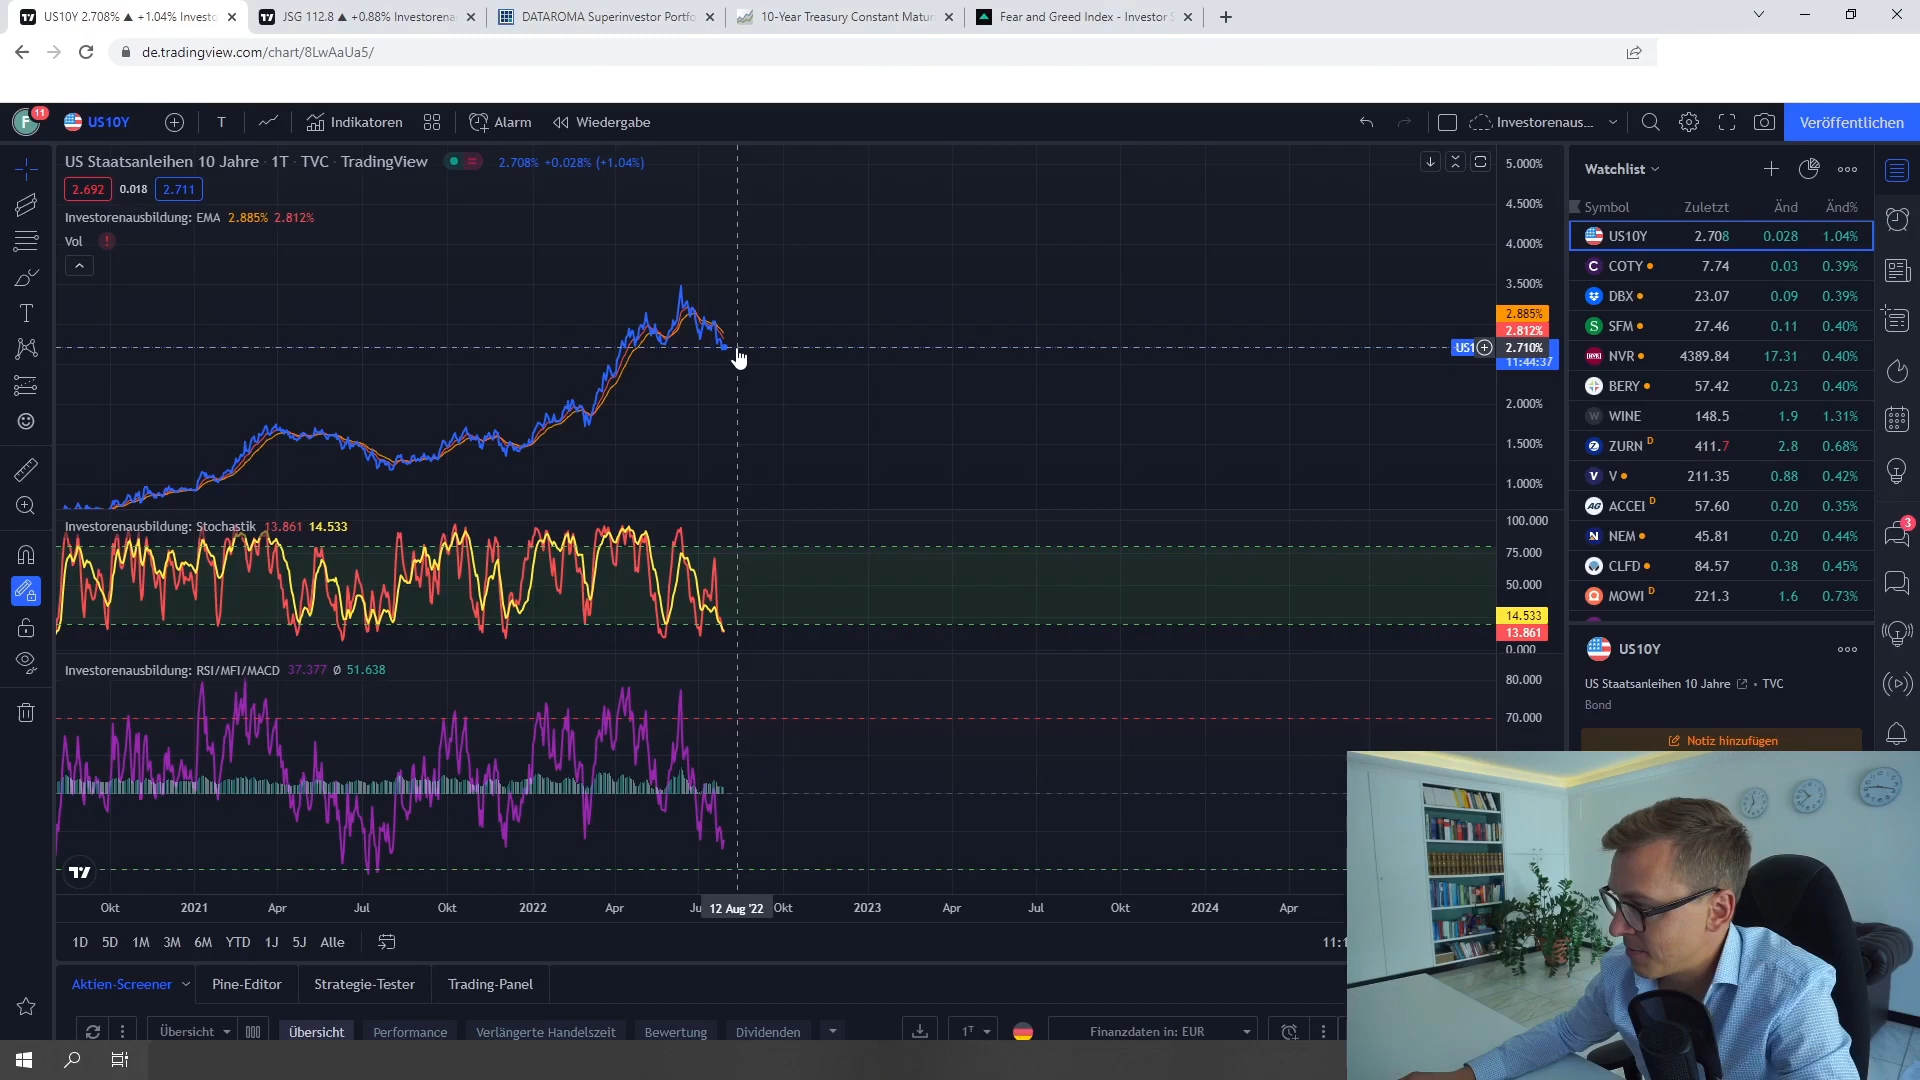 US10Y 2.708% ▲ +1.04% Investo
JSG 112.8 ▲ +0.88% Investorena
DATAROMA Superinvestor Portfo
10-Year Treasury Constant Matur
Fear and Greed Index - Investor S
de.tradingview.com/chart/8LwAaUa5/
F
11
US10Y
T
Indikatoren
Alarm
Wiedergabe
Investorenaus...
Veröffentlichen
US Staatsanleihen 10 Jahre · 1T · TVC · TradingView
2.708% +0.028% (+1.04%)
2.692 0.018 2.711
Investorenausbildung: EMA 2.885% 2.812%
Vol
5.000%
4.500%
4.000%
3.500%
2.885%
2.812%
US1
2.710%
11:44:37
2.000%
1.500%
1.000%
Investorenausbildung: Stochastik 13.861 14.533
100.000
75.000
50.000
14.533
13.861
0.000
Investorenausbildung: RSI/MFI/MACD 37.377 Ø 51.638
80.000
70.000
Okt 2021 Apr Jul Okt 2022 Apr 12 Aug '22 Okt 2023 Apr Jul Okt 2024 Apr
1D 5D 1M 3M 6M YTD 1J 5J Alle
11:1
Aktien-Screener Pine-Editor Strategie-Tester Trading-Panel
Übersicht Übersicht Performance Verlängerte Handelszeit Bewertung Dividenden 1T Finanzdaten in: EUR
Watchlist
Symbol Zuletzt Änd Änd%
US10Y 2.708 0.028 1.04%
COTY 7.74 0.03 0.39%
DBX 23.07 0.09 0.39%
SFM 27.46 0.11 0.40%
NVR 4389.84 17.31 0.40%
BERY 57.42 0.23 0.40%
WINE 148.5 1.9 1.31%
ZURN D 411.7 2.8 0.68%
V 211.35 0.88 0.42%
ACCEL D 57.60 0.20 0.35%
NEM 45.81 0.20 0.44%
CLFD 84.57 0.38 0.45%
MOWI D 221.3 1.6 0.73%
3
US10Y
US Staatsanleihen 10 Jahre • TVC
Bond
Notiz hinzufügen